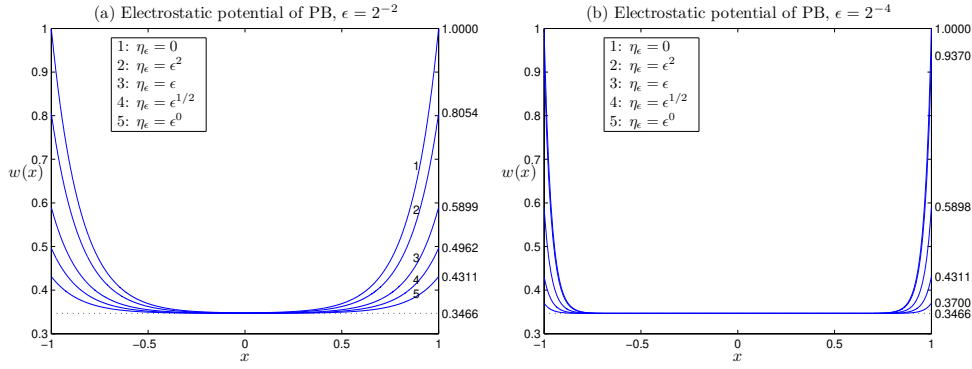 (a) Electrostatic potential of PB, ϵ = 2⁻²
1
0.9
0.8
0.7
0.6
0.5
0.4
0.3
w(x)
1: η_ϵ = 0
2: η_ϵ = ϵ²
3: η_ϵ = ϵ
4: η_ϵ = ϵ^{1/2}
5: η_ϵ = ϵ⁰
1
2
3
4
5
1.0000
0.8054
0.5899
0.4962
0.4311
0.3466
−1
−0.5
0
0.5
1
x
(b) Electrostatic potential of PB, ϵ = 2⁻⁴
1
0.9
0.8
0.7
0.6
0.5
0.4
0.3
w(x)
1: η_ϵ = 0
2: η_ϵ = ϵ²
3: η_ϵ = ϵ
4: η_ϵ = ϵ^{1/2}
5: η_ϵ = ϵ⁰
1.0000
0.9370
0.5898
0.4311
0.3700
0.3466
−1
−0.5
0
0.5
1
x